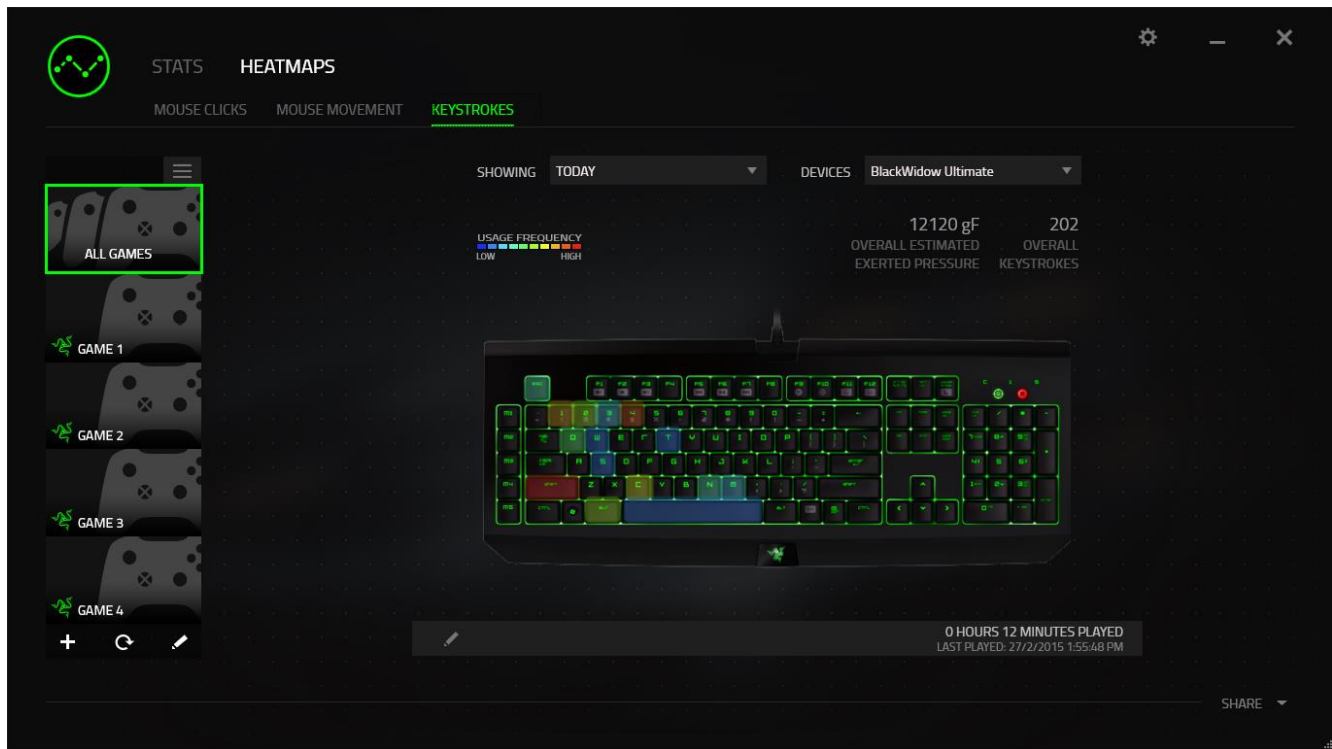 STATS HEATMAPS
MOUSE CLICKS MOUSE MOVEMENT KEYSTROKES
SHOWING TODAY DEVICES BlackWidow Ultimate
ALL GAMES
GAME 1
GAME 2
GAME 3
GAME 4
USAGE FREQUENCY
LOW HIGH
12120 gF 202
OVERALL ESTIMATED OVERALL
EXERTED PRESSURE KEYSTROKES
0 HOURS 12 MINUTES PLAYED
LAST PLAYED: 27/2/2015 1:55:48 PM
SHARE